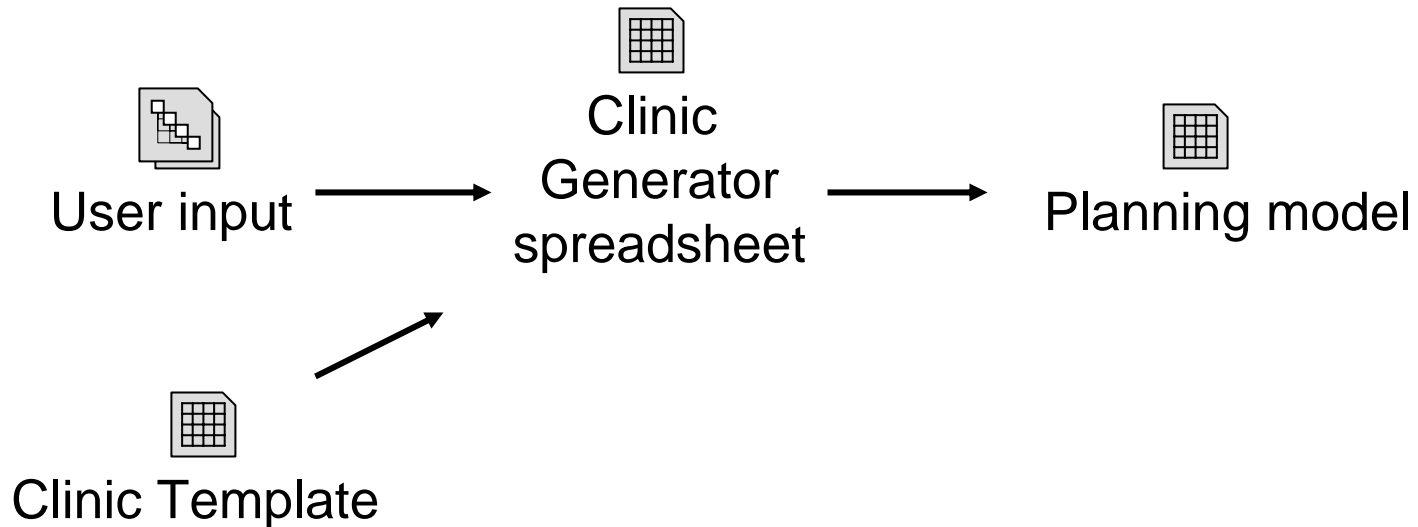 User input
Clinic
Generator
spreadsheet
Planning model
Clinic Template